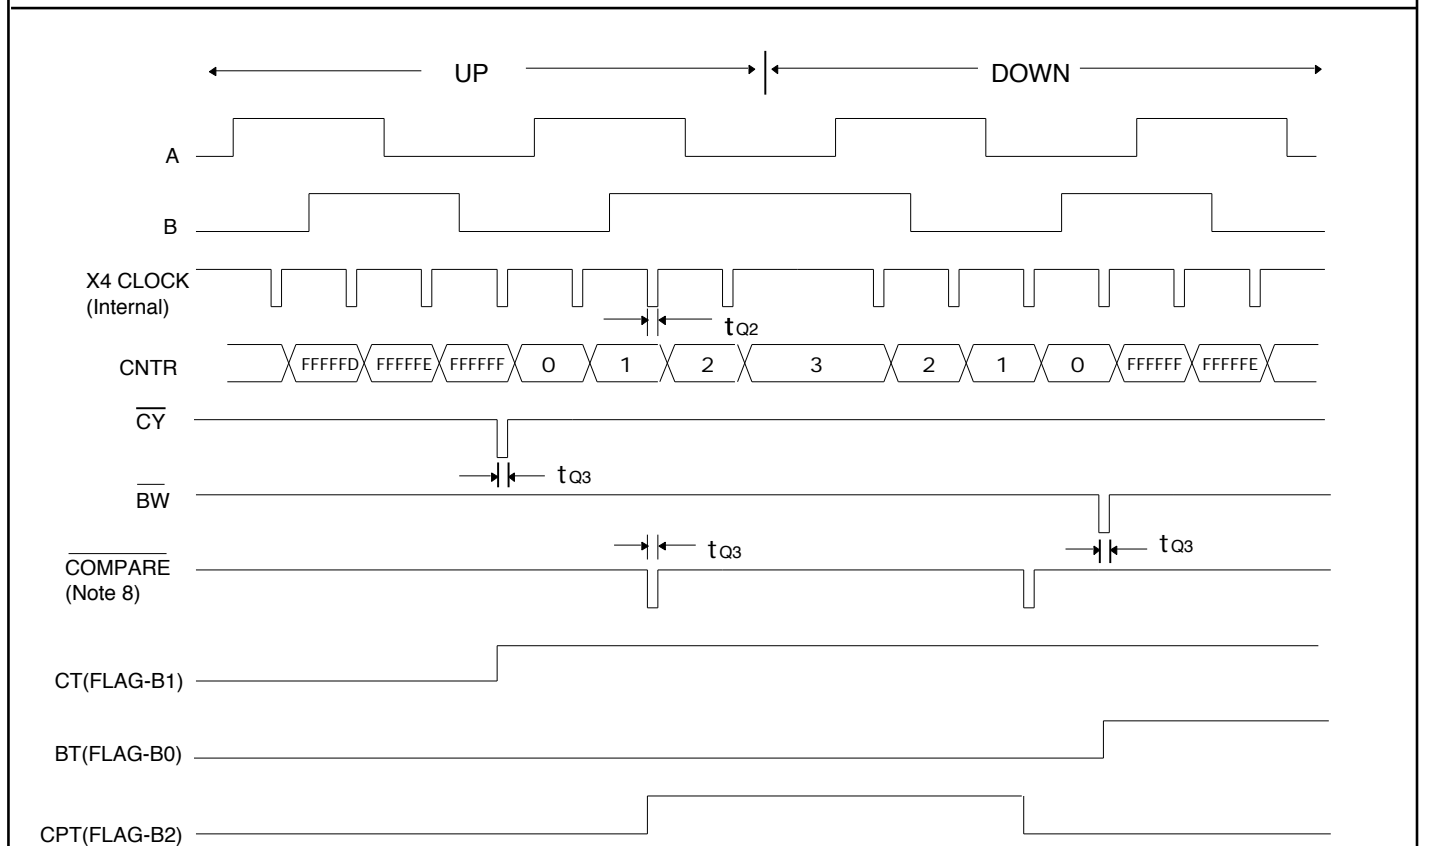 UP DOWN
A
B
X4 CLOCK
(Internal)
tQ2
CNTR FFFFFD FFFFFE FFFFFF 0 1 2 3 2 1 0 FFFFFF FFFFFE
CY
tQ3
BW
tQ3 tQ3
COMPARE
(Note 8)
CT(FLAG-B1)
BT(FLAG-B0)
CPT(FLAG-B2)